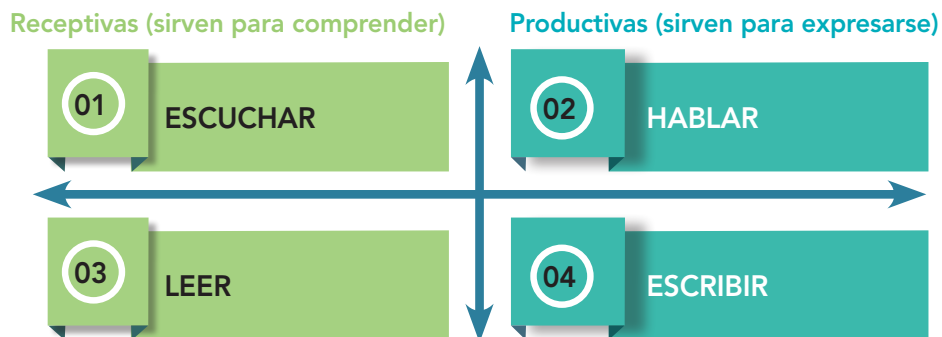 Receptivas (sirven para comprender)
Productivas (sirven para expresarse)
01
ESCUCHAR
02
HABLAR
03
LEER
04
ESCRIBIR